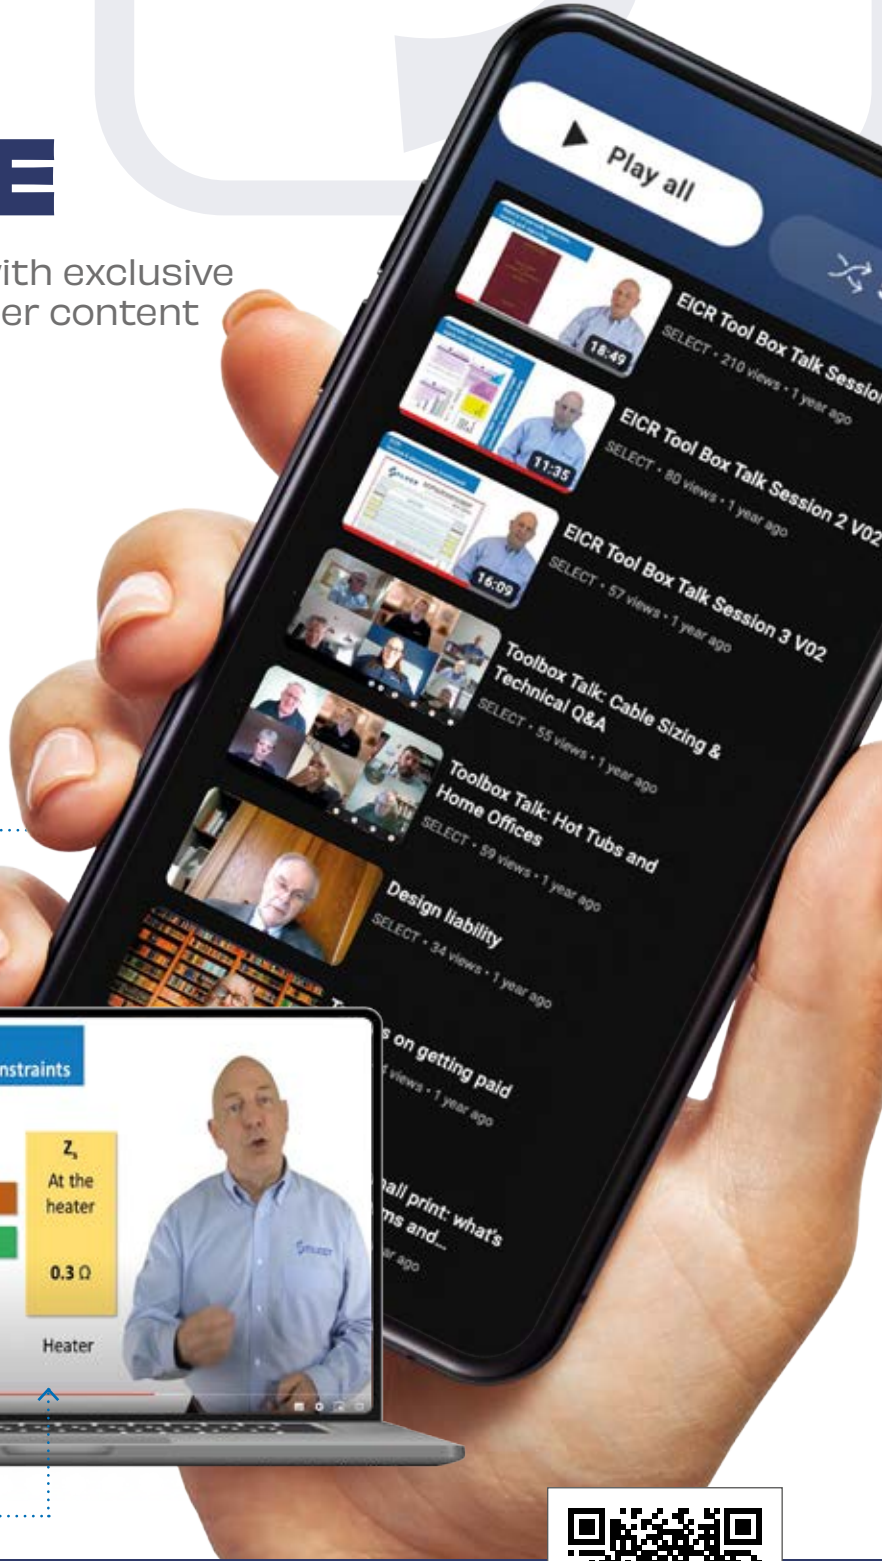 E
with exclusive
er content
Play all
18:49
EICR Tool Box Talk Session
SELECT • 210 views • 1 year ago
11:35
EICR Tool Box Talk Session 2 V02
SELECT • 80 views • 1 year ago
16:09
EICR Tool Box Talk Session 3 V02
SELECT • 57 views • 1 year ago
Toolbox Talk: Cable Sizing &
Technical Q&A
SELECT • 55 views • 1 year ago
Toolbox Talk: Hot Tubs and
Home Offices
SELECT • 59 views • 1 year ago
Design liability
SELECT • 34 views • 1 year ago
s on getting paid
views • 1 year ago
all print: what's
ms and...
ar ago
nstraints
Zs
At the
heater
0.3 Ω
Heater
SELECT